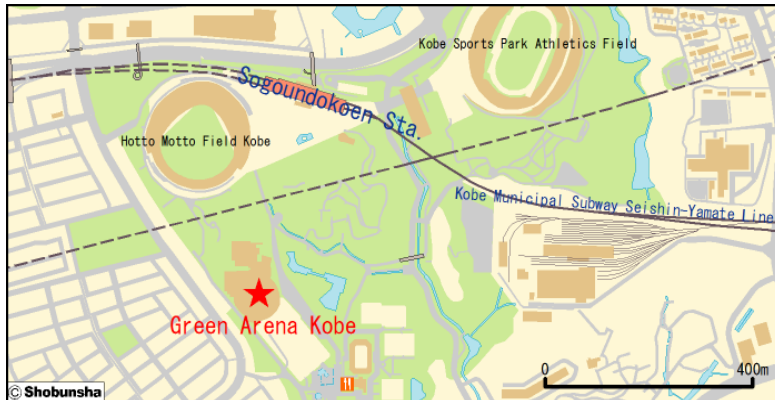 Kobe Sports Park Athletics Field
Sogoundokoen Sta.
Hotto Motto Field Kobe
Kobe Municipal Subway Seishin-Yamate Line
Green Arena Kobe
0 400m
© Shobunsha